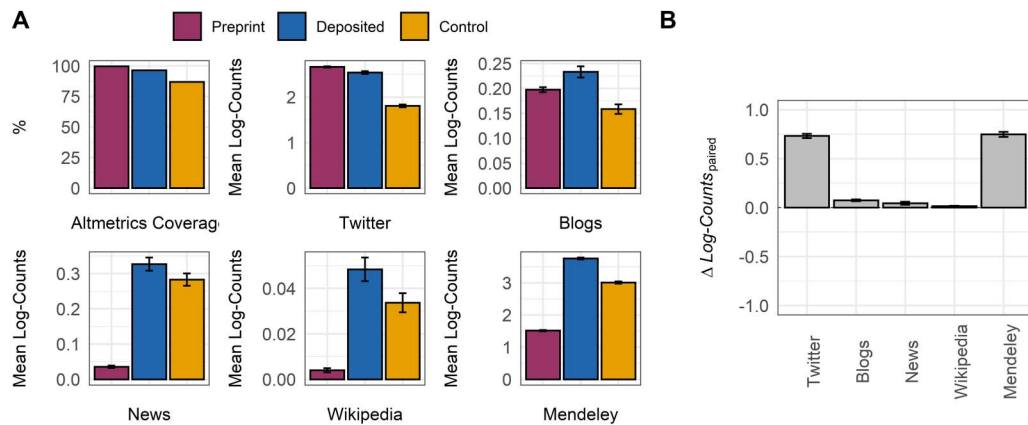 A
Preprint Deposited Control
B
%
100
75
50
25
0
Altmetrics Coverag
Mean Log-Counts
2
1
0
Twitter
Mean Log-Counts
0.25
0.20
0.15
0.10
0.05
0.00
Blogs
Mean Log-Counts
0.3
0.2
0.1
0.0
News
Mean Log-Counts
0.04
0.02
0.00
Wikipedia
Mean Log-Counts
3
2
1
0
Mendeley
Δ Log-Counts paired
1.0
0.5
0.0
-0.5
-1.0
Twitter
Blogs
News
Wikipedia
Mendeley